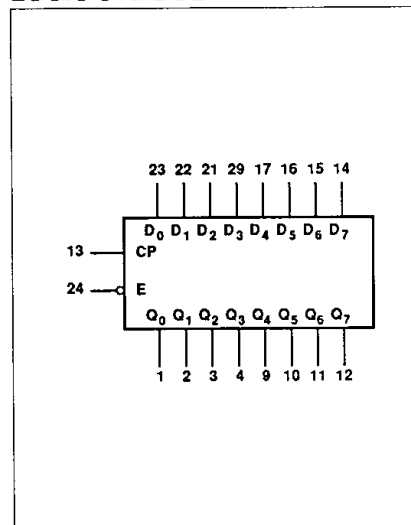 23 22 21 29 17 16 15 14
D0 D1 D2 D3 D4 D5 D6 D7
13 CP
24 E
Q0 Q1 Q2 Q3 Q4 Q5 Q6 Q7
1 2 3 4 9 10 11 12